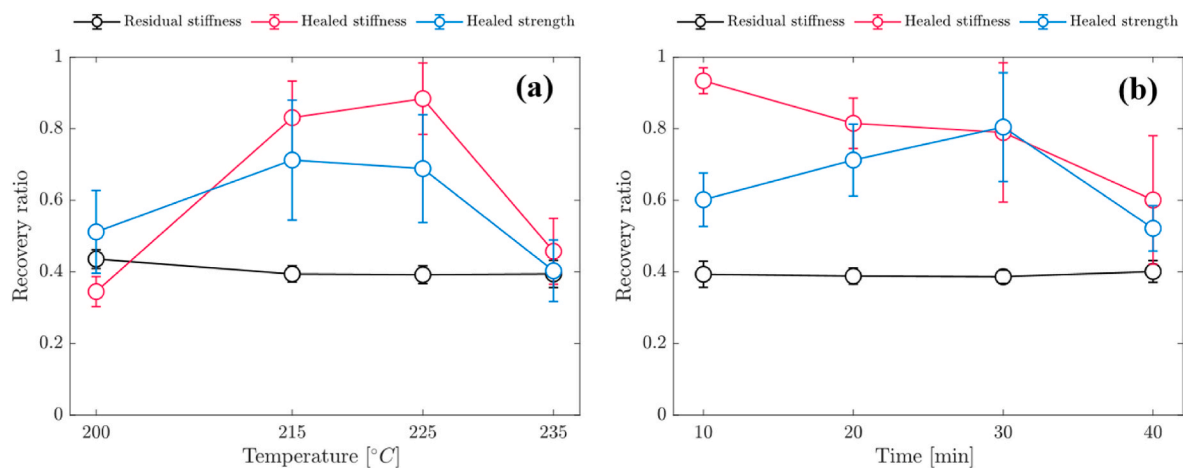 Residual stiffness Healed stiffness Healed strength
(a)
Recovery ratio
1
0.8
0.6
0.4
0.2
0
200 215 225 235
Temperature [°C]
Residual stiffness Healed stiffness Healed strength
(b)
Recovery ratio
1
0.8
0.6
0.4
0.2
0
10 20 30 40
Time [min]